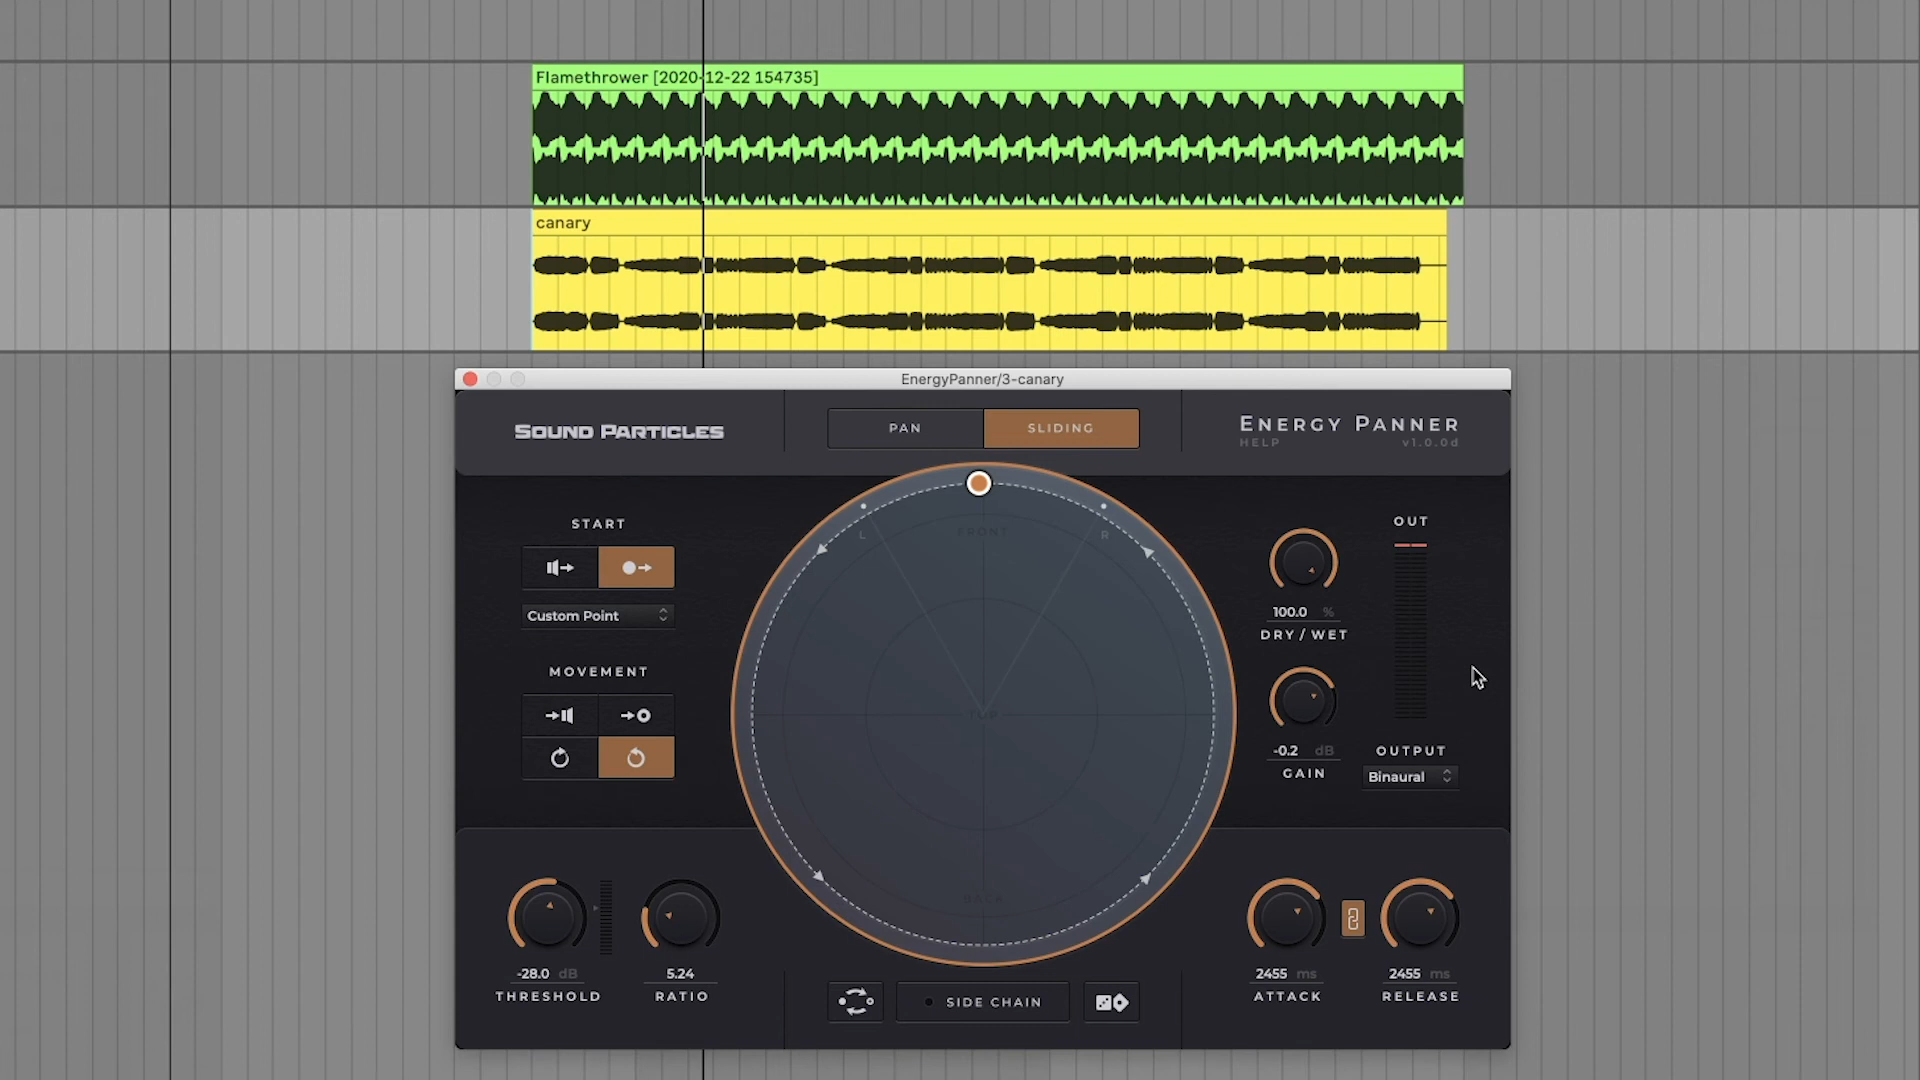 Flamethrower [2020-12-22 154735]
canary
EnergyPanner/3-canary
SOUND PARTICLES
PAN
SLIDING
ENERGY PANNER
HELP
v1.0.0d
START
Custom Point
MOVEMENT
L
FRONT
R
BACK
OUT
100.0 %
DRY / WET
-0.2 dB
GAIN
OUTPUT
Binaural
-28.0 dB
THRESHOLD
5.24
RATIO
SIDE CHAIN
2455 ms
ATTACK
2455 ms
RELEASE